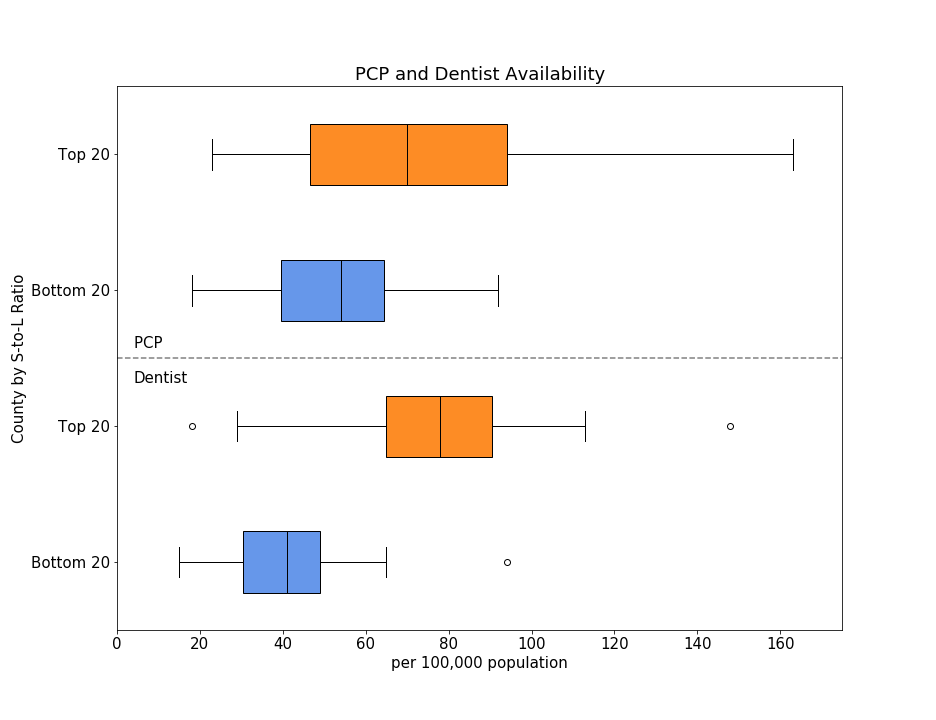 PCP and Dentist Availability
County by S-to-L Ratio
Top 20
Bottom 20
PCP
Dentist
Top 20
Bottom 20
0 20 40 60 80 100 120 140 160
per 100,000 population